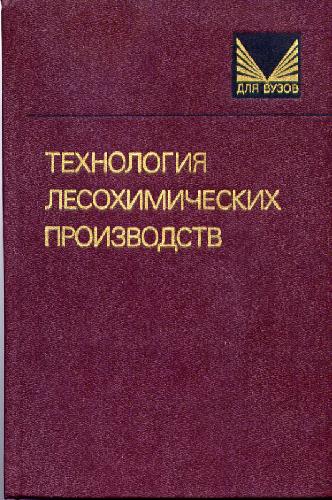 ДЛЯ ВУЗОВ
ТЕХНОЛОГИЯ
ЛЕСОХИМИЧЕСКИХ
ПРОИЗВОДСТВ